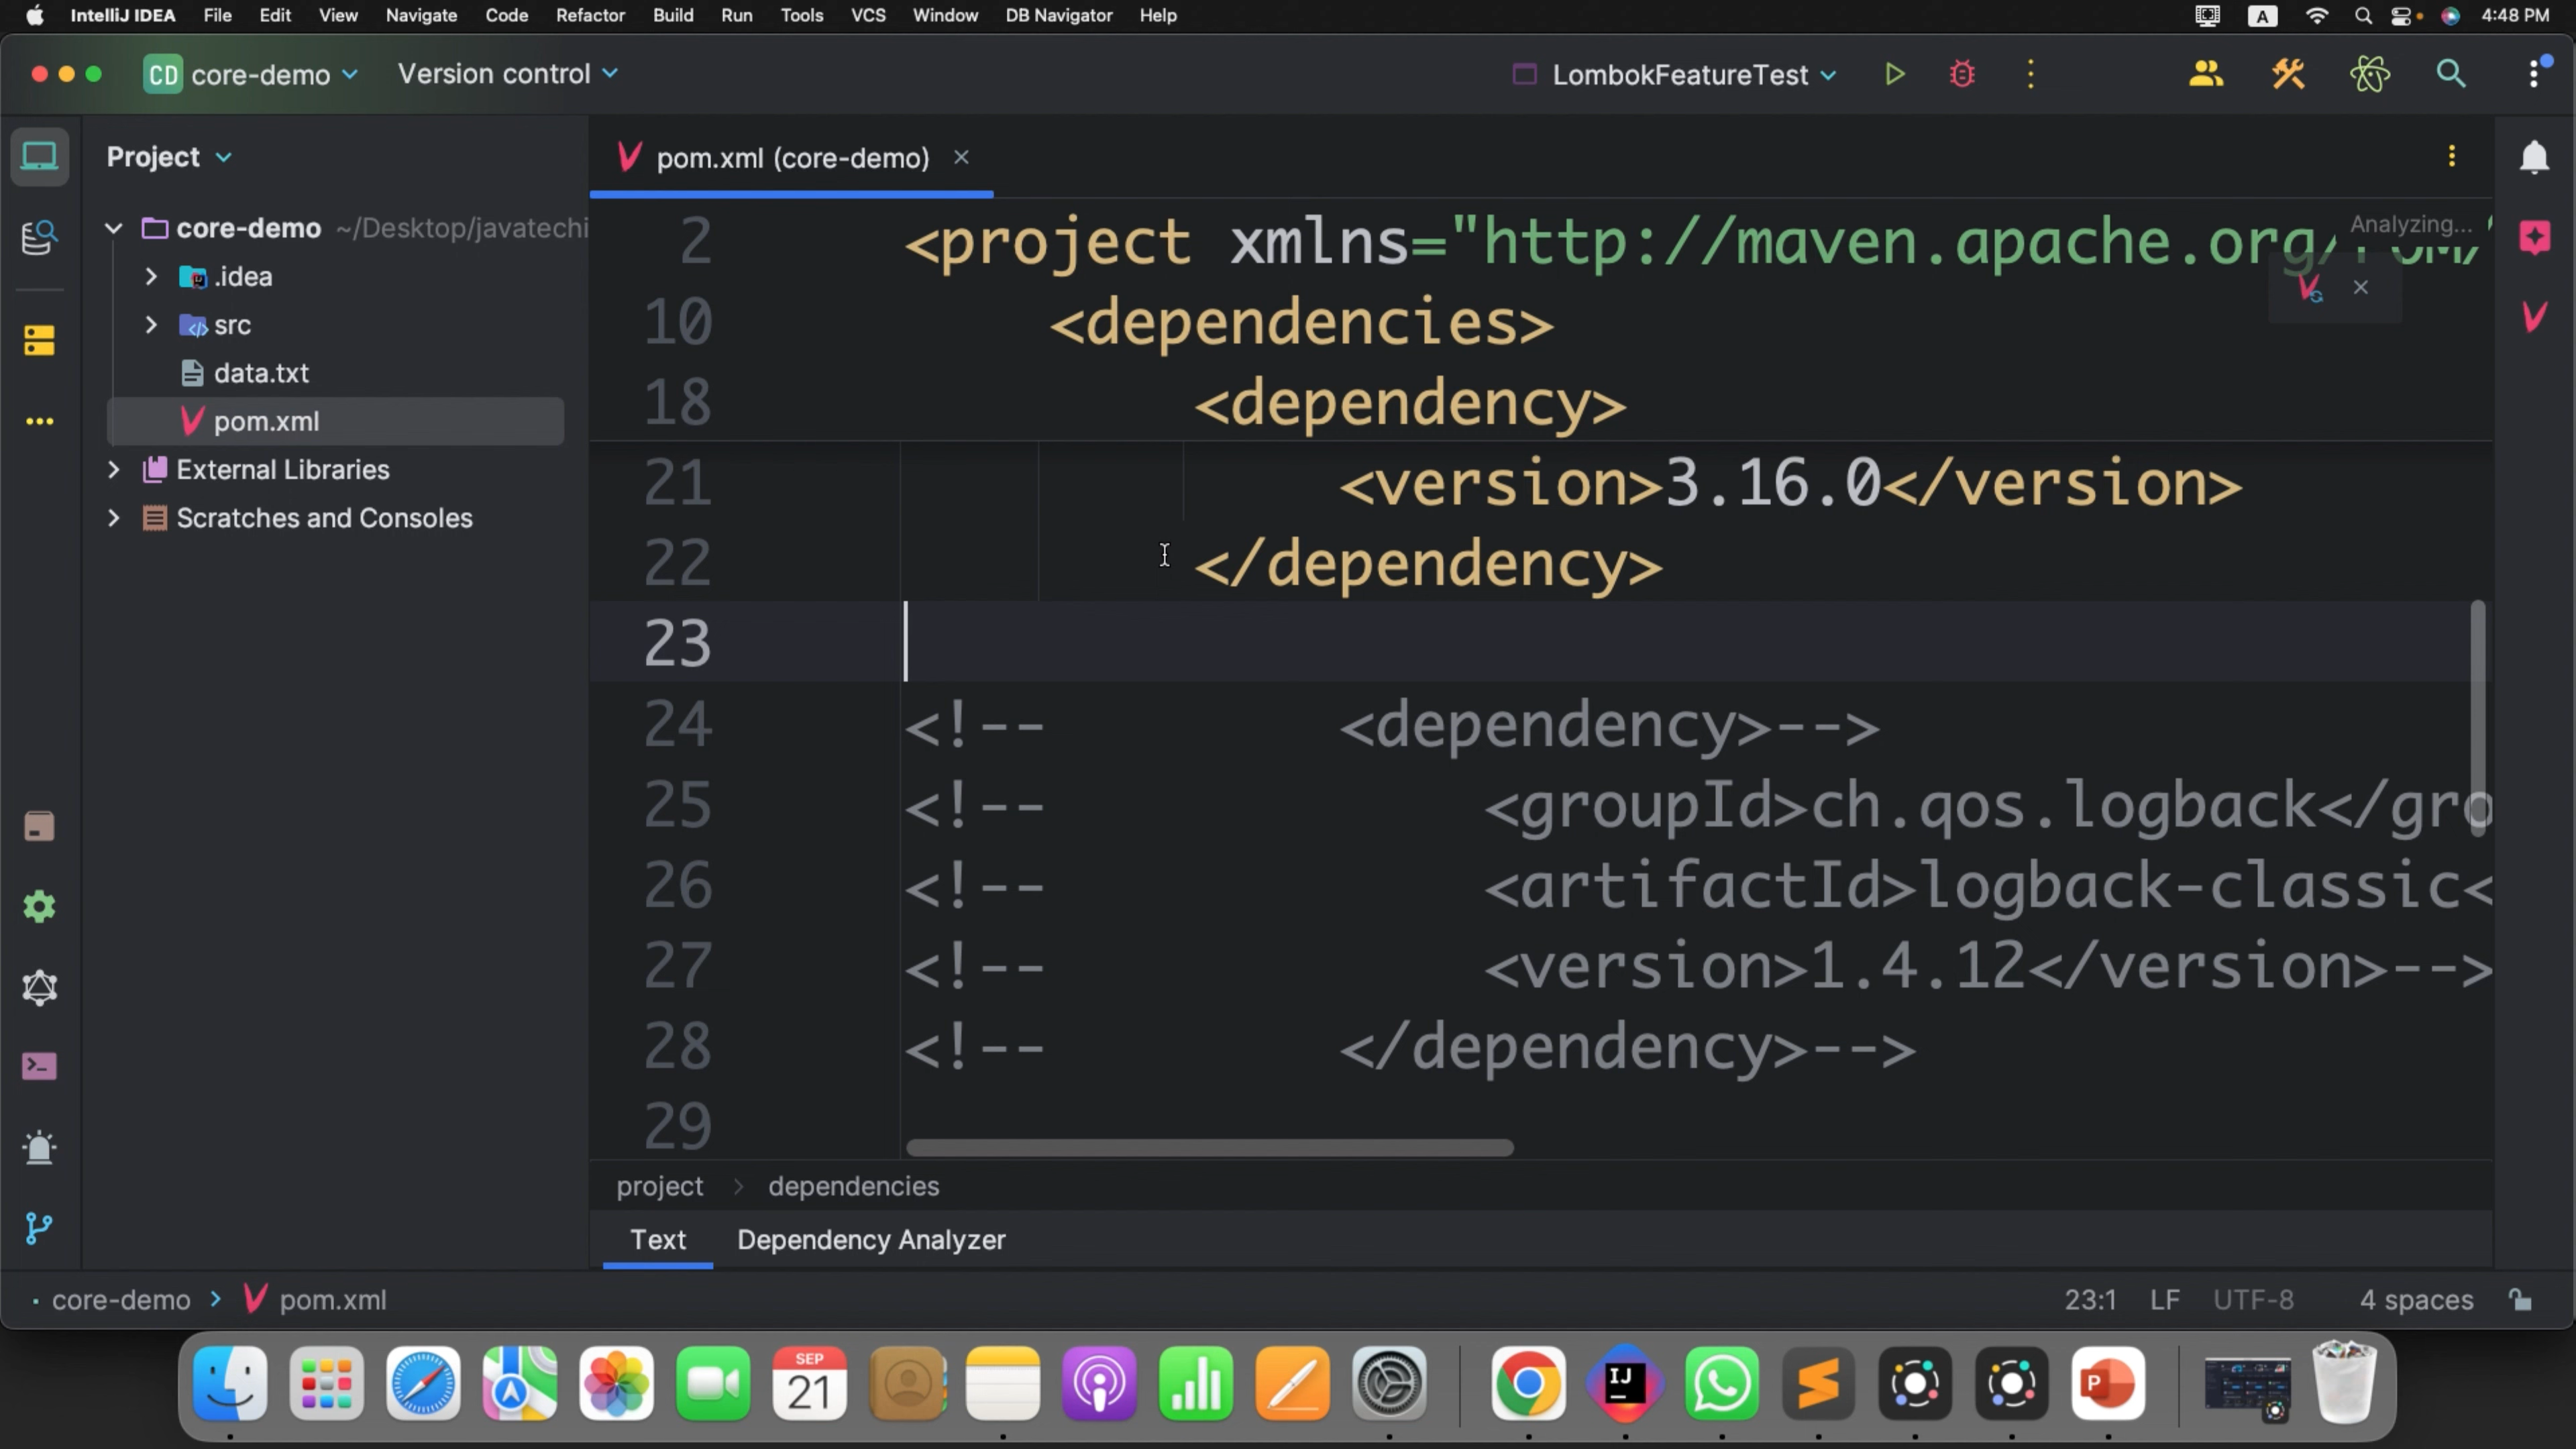 IntelliJ IDEA File Edit View Navigate Code Refactor Build Run Tools VCS Window DB Navigator Help A 4:48 PM
CD core-demo Version control LombokFeatureTest
Project
core-demo ~/Desktop/javatechi
.idea
src
data.txt
pom.xml
External Libraries
Scratches and Consoles
pom.xml (core-demo)
Analyzing...
2 <project xmlns="http://maven.apache.org/POM/
10 <dependencies>
18 <dependency>
21 <version>3.16.0</version>
22 </dependency>
23
24 <!-- <dependency>-->
25 <!-- <groupId>ch.qos.logback</gro
26 <!-- <artifactId>logback-classic<
27 <!-- <version>1.4.12</version>-->
28 <!-- </dependency>-->
29
project > dependencies
Text Dependency Analyzer
core-demo > pom.xml 23:1 LF UTF-8 4 spaces
SEP
21
IJ
P